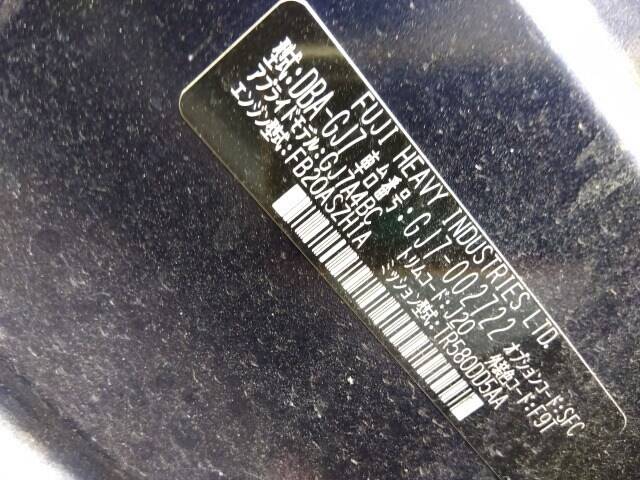 FUJI HEAVY INDUSTRIES LTD.
型式:DBA-GJ7 車台番号:GJ7-002722
アプライドモデル:GJ7A4BC トリムコード:J20 オプションコード:SFC
エンジン型式:FB20ASZH1A ミッション型式:TR580DD5AA 外装色コード:F9T